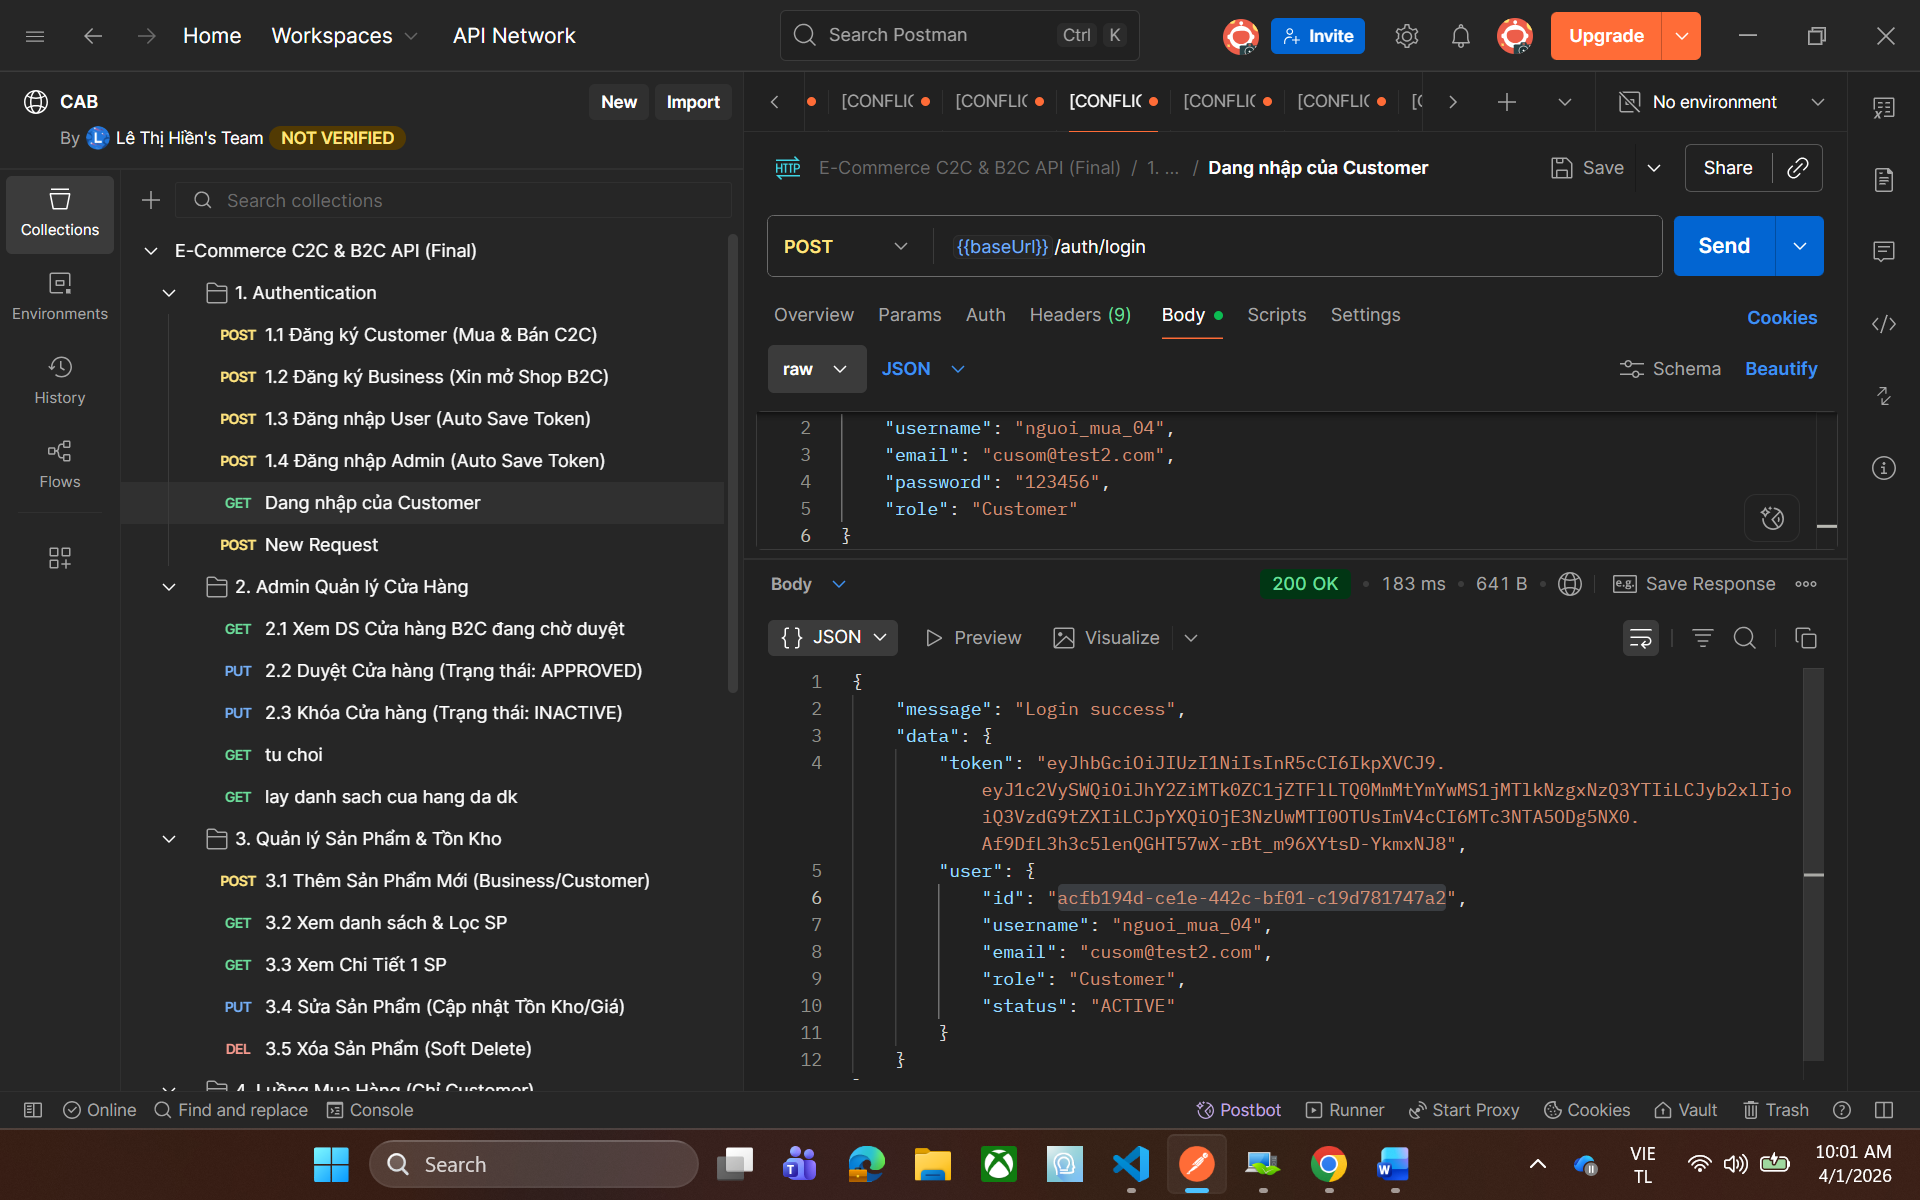 Home Workspaces API Network
Search Postman Ctrl K
Invite
Upgrade
CAB
New Import
By L Lê Thị Hiền's Team NOT VERIFIED
[CONFLIC [CONFLIC [CONFLIC [CONFLIC [CONFLIC
No environment
Collections
Environments
History
Flows
Search collections
E-Commerce C2C & B2C API (Final)
1. Authentication
POST 1.1 Đăng ký Customer (Mua & Bán C2C)
POST 1.2 Đăng ký Business (Xin mở Shop B2C)
POST 1.3 Đăng nhập User (Auto Save Token)
POST 1.4 Đăng nhập Admin (Auto Save Token)
GET Dang nhập của Customer
POST New Request
2. Admin Quản lý Cửa Hàng
GET 2.1 Xem DS Cửa hàng B2C đang chờ duyệt
PUT 2.2 Duyệt Cửa hàng (Trạng thái: APPROVED)
PUT 2.3 Khóa Cửa hàng (Trạng thái: INACTIVE)
GET tu choi
GET lay danh sach cua hang da dk
3. Quản lý Sản Phẩm & Tồn Kho
POST 3.1 Thêm Sản Phẩm Mới (Business/Customer)
GET 3.2 Xem danh sách & Lọc SP
GET 3.3 Xem Chi Tiết 1 SP
PUT 3.4 Sửa Sản Phẩm (Cập nhật Tồn Kho/Giá)
DEL 3.5 Xóa Sản Phẩm (Soft Delete)
4. Luồng Mua Hàng (Chỉ Customer)
HTTP E-Commerce C2C & B2C API (Final) / 1. ... / Dang nhập của Customer
Save Share
POST {{baseUrl}} /auth/login
Send
Overview Params Auth Headers (9) Body Scripts Settings Cookies
raw JSON Schema Beautify
2 "username": "nguoi_mua_04",
3 "email": "cusom@test2.com",
4 "password": "123456",
5 "role": "Customer"
6 }
Body 200 OK 183 ms 641 B e.g. Save Response
{} JSON Preview Visualize
1 {
2 "message": "Login success",
3 "data": {
4 "token": "eyJhbGciOiJIUzI1NiIsInR5cCI6IkpXVCJ9.
eyJ1c2VySWQiOiJhY2ZiMTk0ZC1jZTFlLTQ0MmMtYmYwMS1jMTlkNzgxNzQ3YTIiLCJyb2xlIjo
iQ3VzdG9tZXIiLCJpYXQiOjE3NzUwMTI0OTUsImV4cCI6MTc3NTA5ODg5NX0.
Af9DfL3h3c5lenQGHT57wX-rBt_m96XYtsD-YkmxNJ8",
5 "user": {
6 "id": "acfb194d-ce1e-442c-bf01-c19d781747a2",
7 "username": "nguoi_mua_04",
8 "email": "cusom@test2.com",
9 "role": "Customer",
10 "status": "ACTIVE"
11 }
12 }
Online Find and replace Console
Postbot Runner Start Proxy Cookies Vault Trash
Search
VIE
TL
10:01 AM
4/1/2026